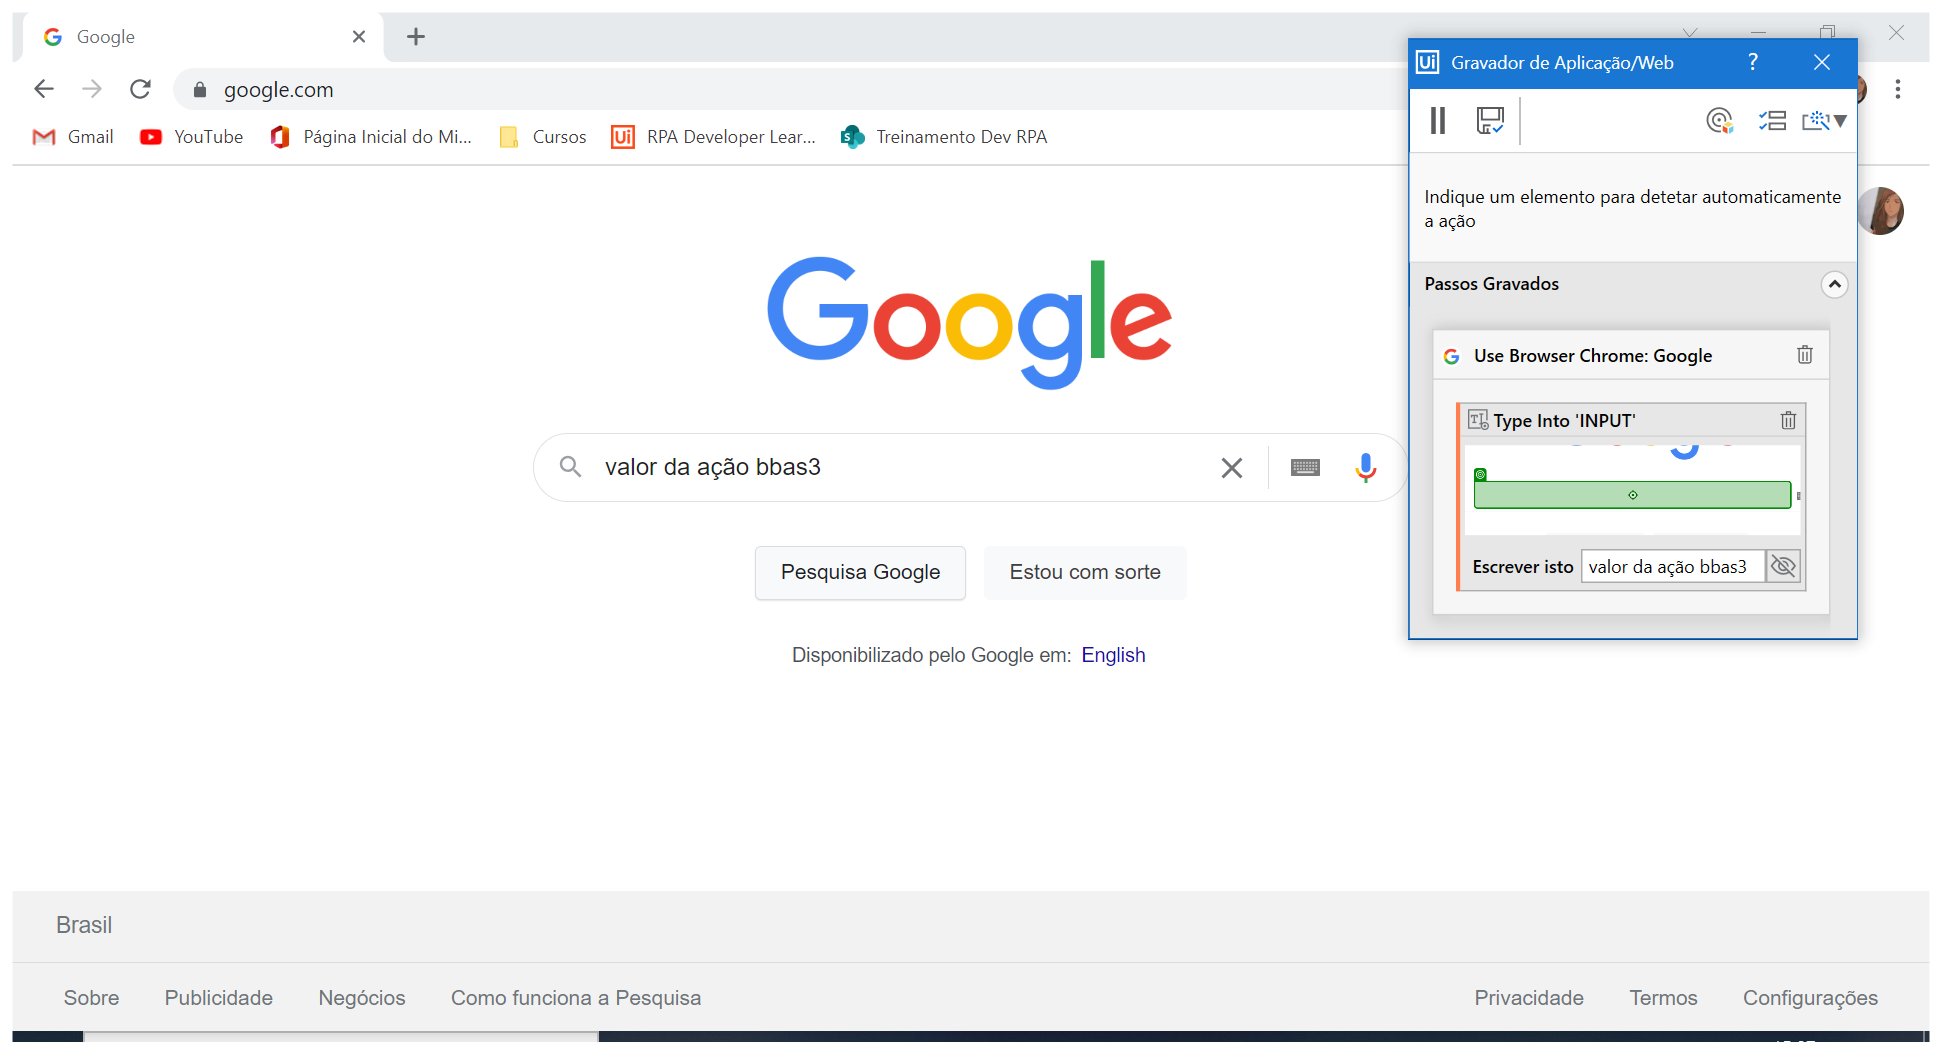 Google
google.com
Gmail
YouTube
Página Inicial do Mi...
Cursos
Ui
RPA Developer Lear...
S
Treinamento Dev RPA
Google
valor da ação bbas3
Pesquisa Google
Estou com sorte
Disponibilizado pelo Google em: English
Ui Gravador de Aplicação/Web ?
Indique um elemento para detetar automaticamente
a ação
Passos Gravados
Use Browser Chrome: Google
Type Into 'INPUT'
Escrever isto valor da ação bbas3
Brasil
Sobre
Publicidade
Negócios
Como funciona a Pesquisa
Privacidade
Termos
Configurações